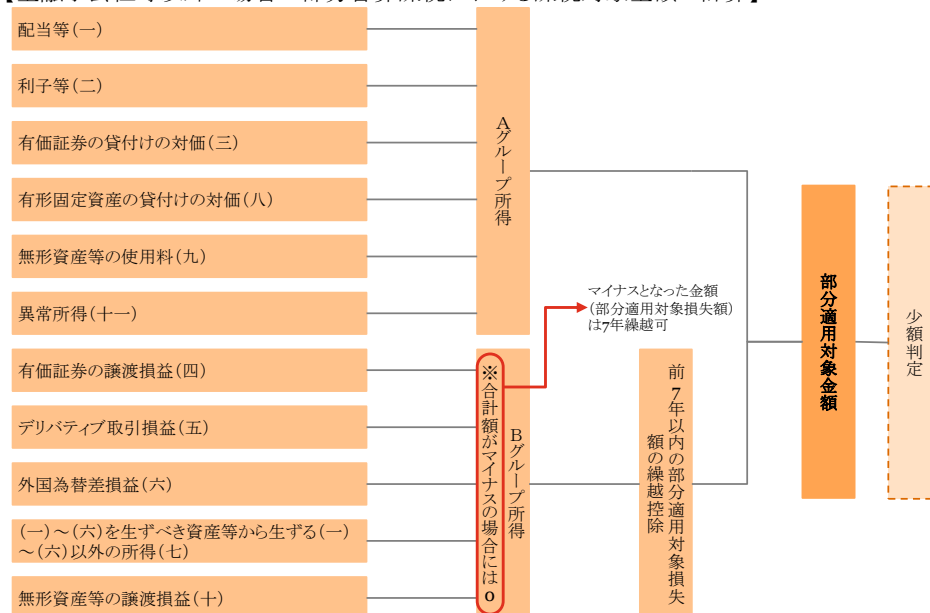 配当等(一)
利子等(二)
有価証券の貸付けの対価(三)
有形固定資産の貸付けの対価(八)
無形資産等の使用料(九)
異常所得(十一)
有価証券の譲渡損益(四)
デリバティブ取引損益(五)
外国為替差損益(六)
(一)～(六)を生ずべき資産等から生ずる(一)
～(六)以外の所得(七)
無形資産等の譲渡損益(十)
Aグループ所得
Bグループ所得
※合計額がマイナスの場合には0
マイナスとなった金額
(部分適用対象損失額)
は7年繰越可
前7年以内の部分適用対象損失
額の繰越控除
部分適用対象金額
少額判定